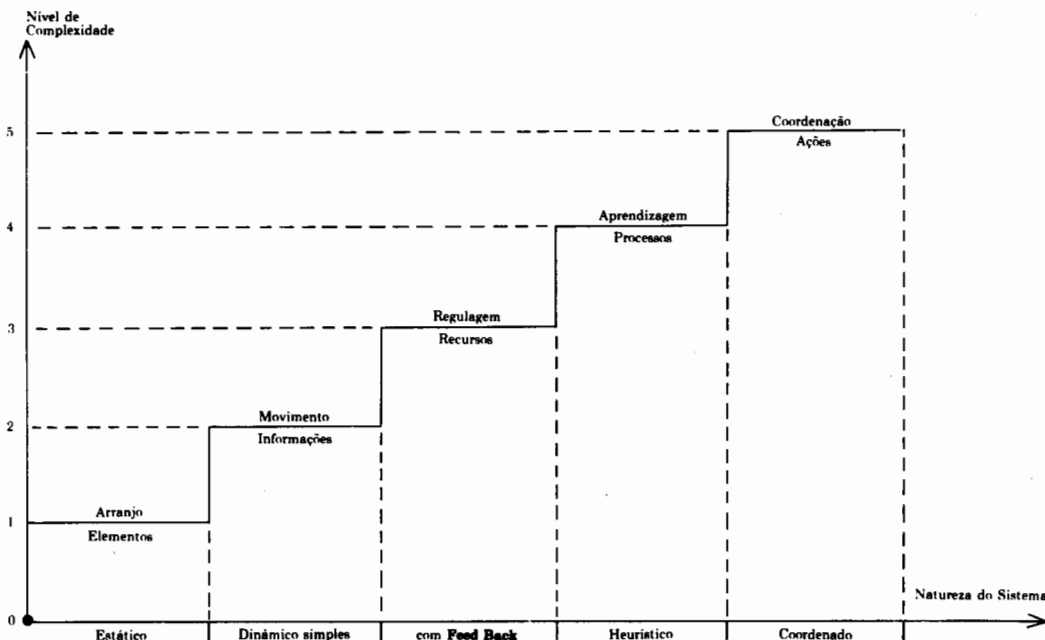 Nível de
Complexidade
5
Coordenação
Ações
4
Aprendizagem
Processos
3
Regulagem
Recursos
2
Movimento
Informações
1
Arranjo
Elementos
0
Natureza do Sistema
Estático
Dinâmico simples
com Feed Back
Heurístico
Coordenado